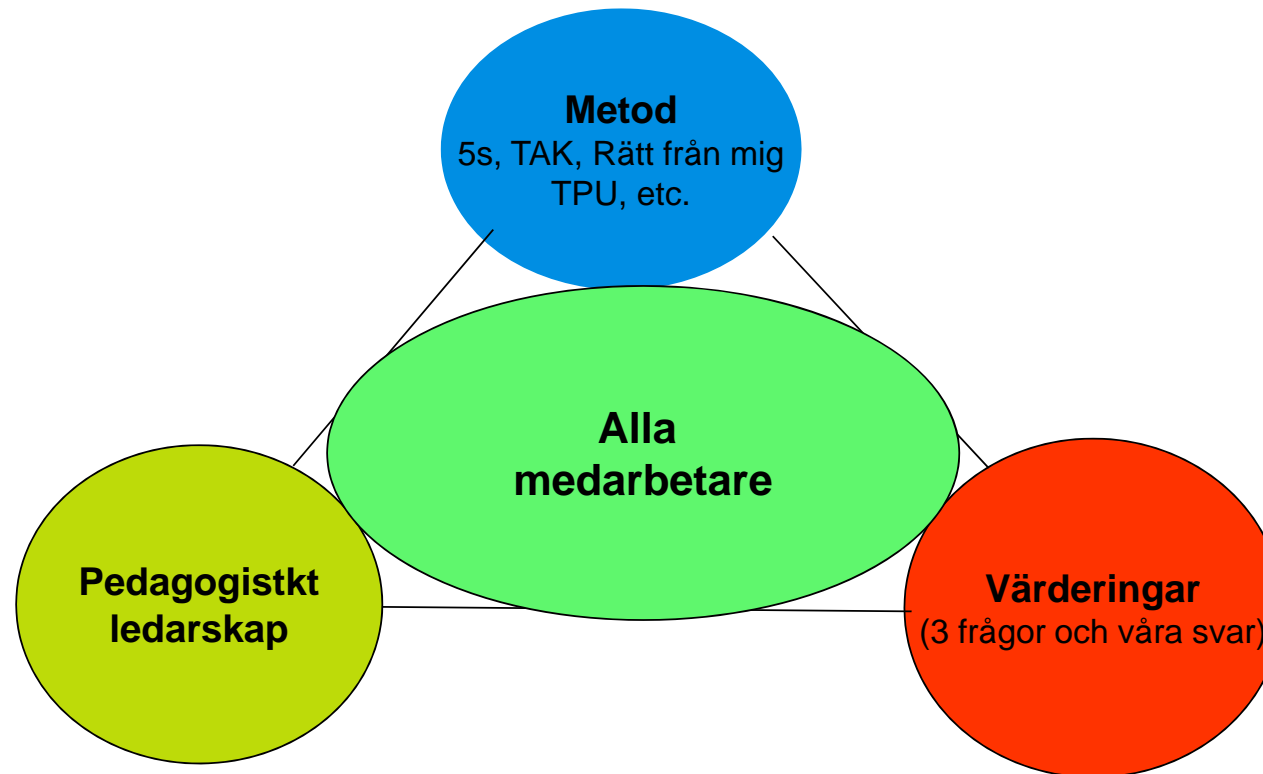 Metod
5s, TAK, Rätt från mig
TPU, etc.
Alla
medarbetare
Pedagogistkt
ledarskap
Värderingar
(3 frågor och våra svar)